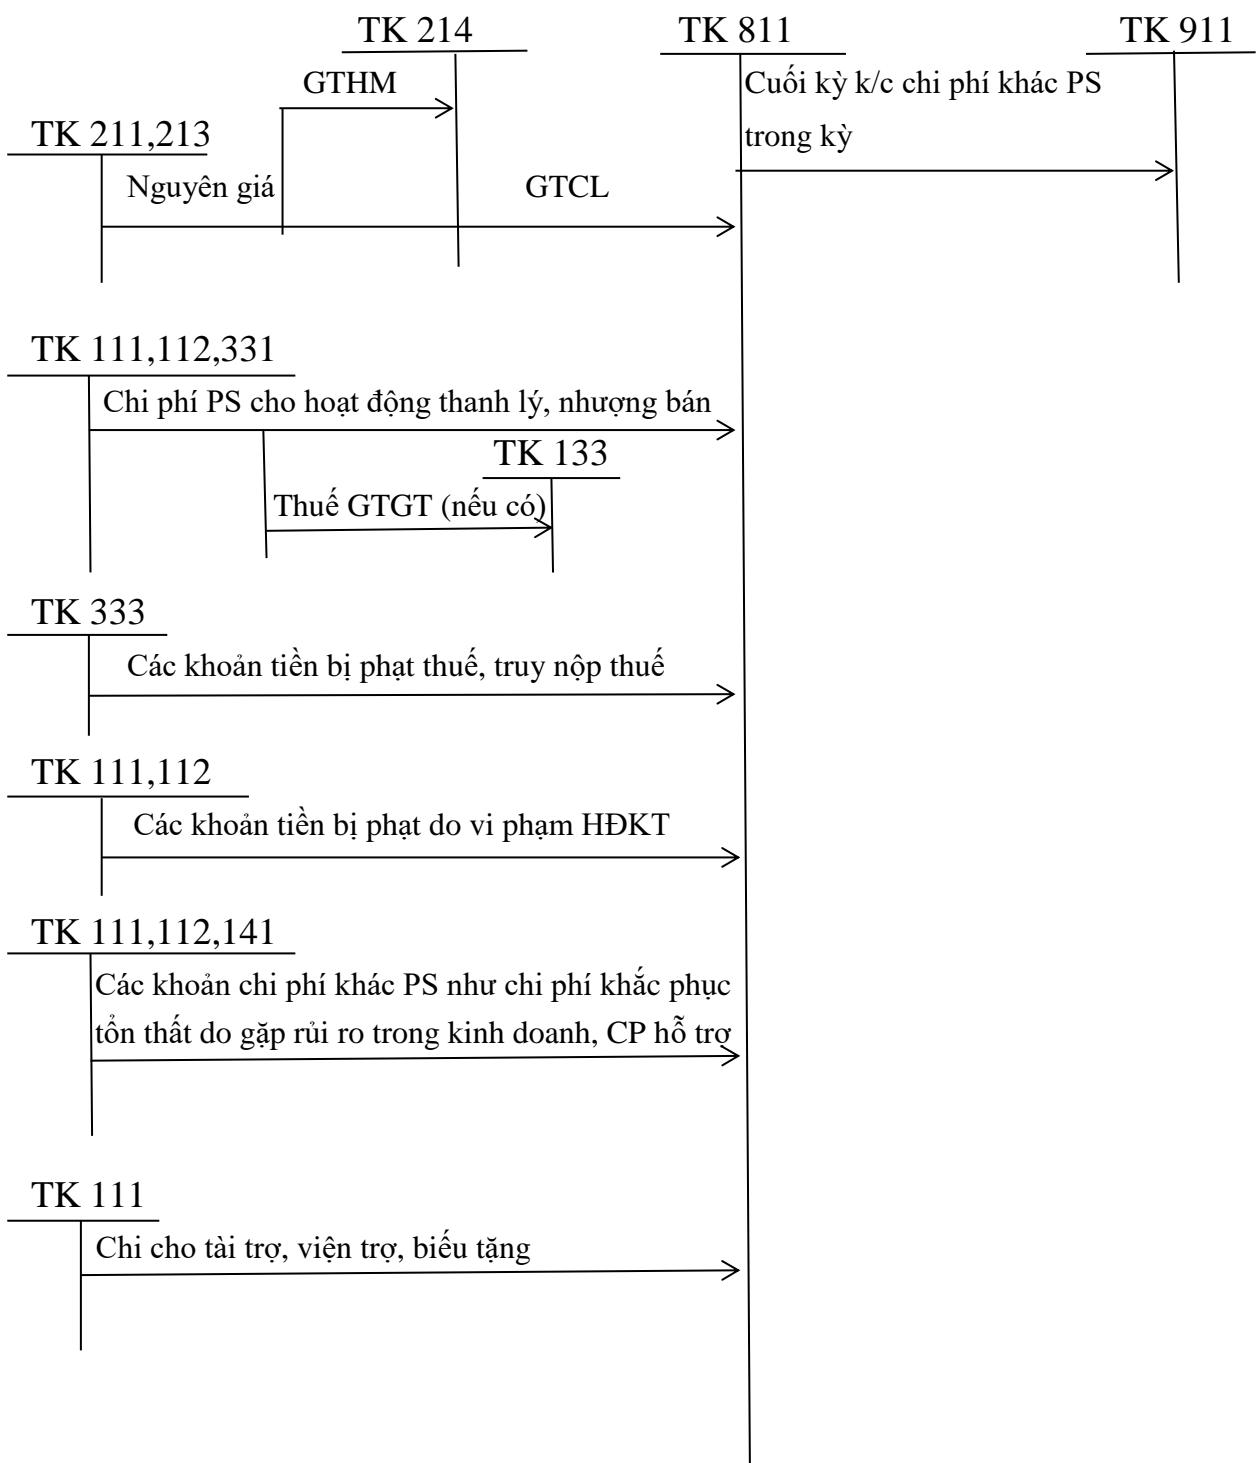 TK 214
TK 811
TK 911
GTHM
Cuối kỳ k/c chi phí khác PS
trong kỳ
TK 211,213
Nguyên giá
GTCL
TK 111,112,331
Chi phí PS cho hoạt động thanh lý, nhượng bán
TK 133
Thuế GTGT (nếu có)
TK 333
Các khoản tiền bị phạt thuế, truy nộp thuế
TK 111,112
Các khoản tiền bị phạt do vi phạm HĐKT
TK 111,112,141
Các khoản chi phí khác PS như chi phí khắc phục
tổn thất do gặp rủi ro trong kinh doanh, CP hỗ trợ
TK 111
Chi cho tài trợ, viện trợ, biếu tặng